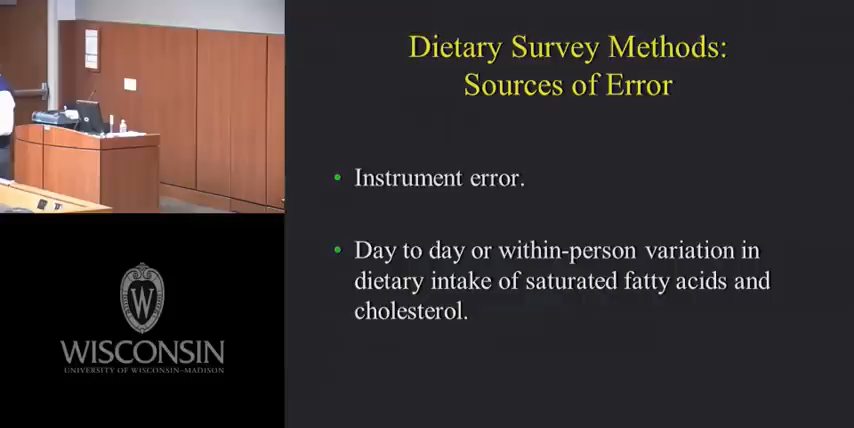 Dietary Survey Methods:
Sources of Error
• Instrument error.
• Day to day or within-person variation in
dietary intake of saturated fatty acids and
cholesterol.
W
WISCONSIN
UNIVERSITY OF WISCONSIN–MADISON